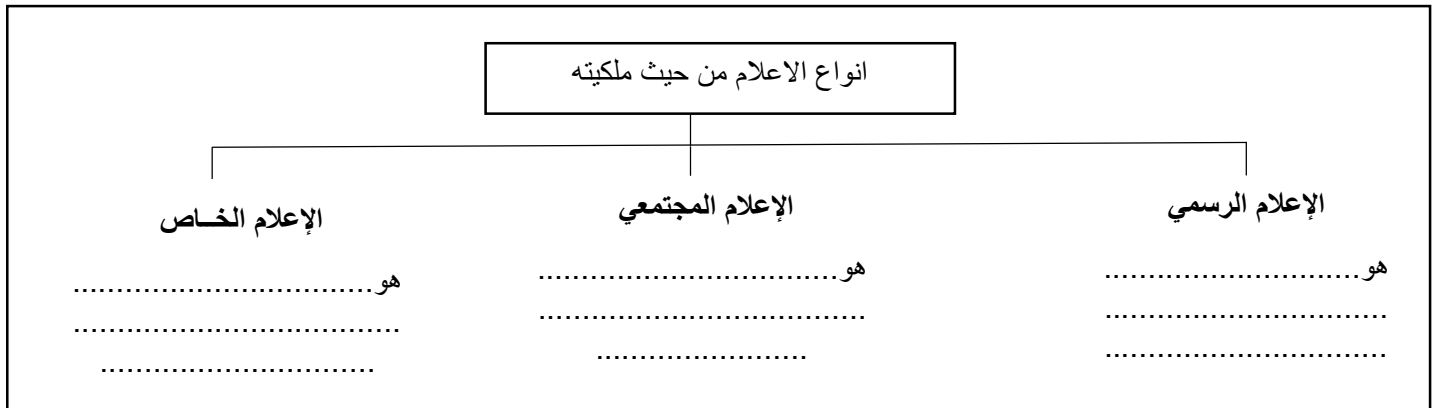 انواع الاعلام من حيث ملكيته
الإعلام الرسمي
هو.............................
................................
................................
الإعلام المجتمعي
هو..................................
.....................................
........................
الإعلام الخــاص
هو..................................
.....................................
...............................